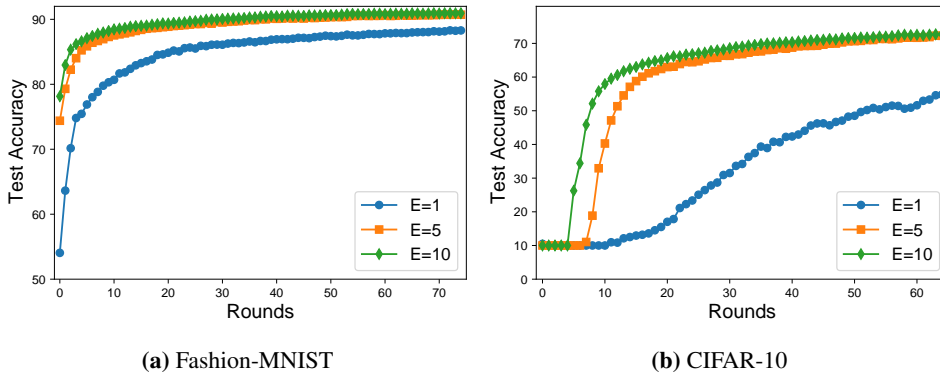 90
80
70
60
50
Test Accuracy
0 10 20 30 40 50 60 70
Rounds
E=1
E=5
E=10
(a) Fashion-MNIST
70
60
50
40
30
20
10
0
Test Accuracy
0 10 20 30 40 50 60
Rounds
E=1
E=5
E=10
(b) CIFAR-10